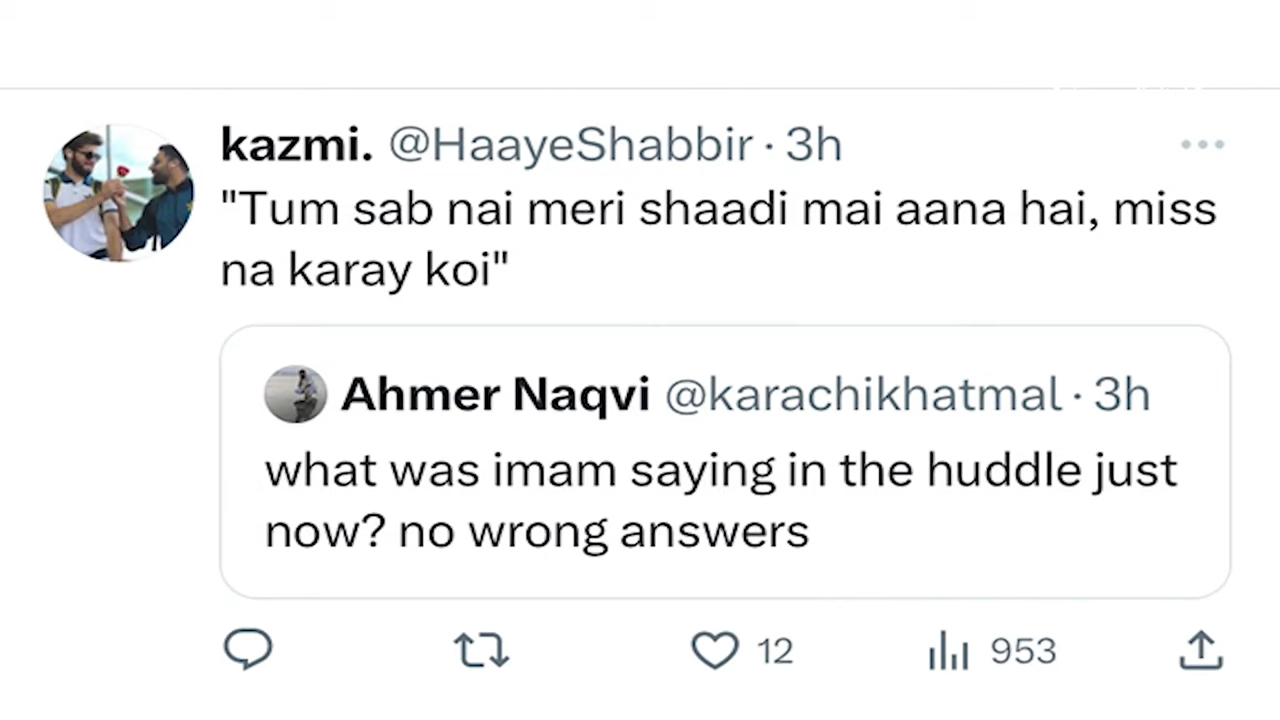 kazmi. @HaayeShabbir · 3h
"Tum sab nai meri shaadi mai aana hai, miss
na karay koi"
Ahmer Naqvi @karachikhatmal · 3h
what was imam saying in the huddle just
now? no wrong answers
12 953